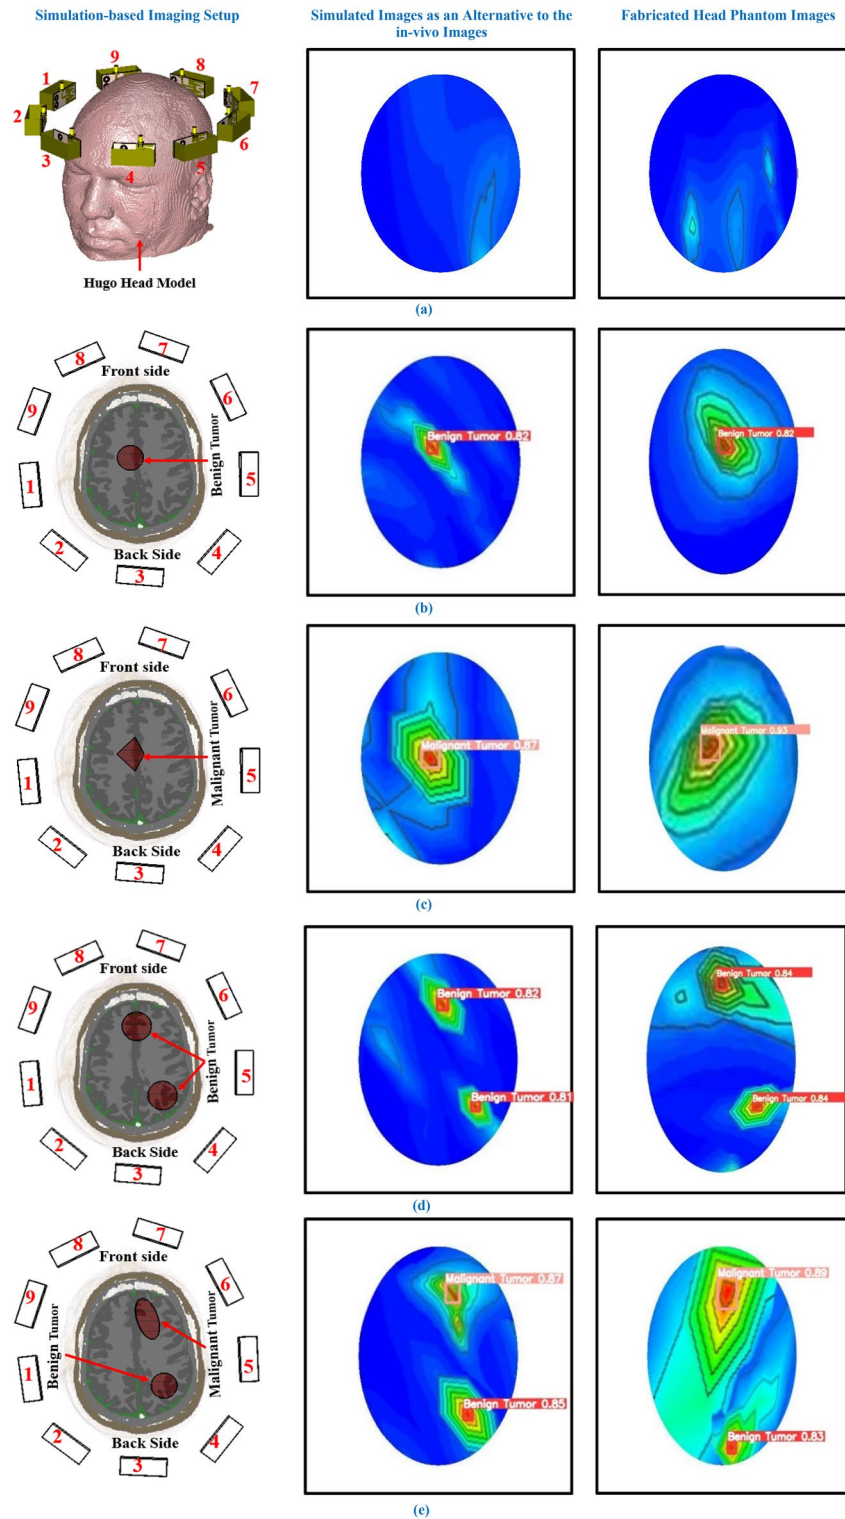 Simulation-based Imaging Setup
Simulated Images as an Alternative to the
in-vivo Images
Fabricated Head Phantom Images
9
8
1
7
2
6
3
5
4
Hugo Head Model
(a)
7
8
Front side
6
9
Benign Tumor
5
1
2
4
Back Side
3
Benign Tumor 0.82
Benign Tumor 0.82
(b)
7
8
Front side
6
9
Malignant Tumor
5
1
2
4
Back Side
3
Malignant Tumor 0.87
Malignant Tumor 0.93
(c)
7
8
Front side
6
9
Benign Tumor
5
1
2
4
Back Side
3
Benign Tumor 0.82
Benign Tumor 0.81
Benign Tumor 0.84
Benign Tumor 0.84
(d)
7
8
Front side
6
9
Benign Tumor
Malignant Tumor
5
1
2
4
Back Side
3
Malignant Tumor 0.87
Benign Tumor 0.85
Malignant Tumor 0.89
Benign Tumor 0.83
(e)